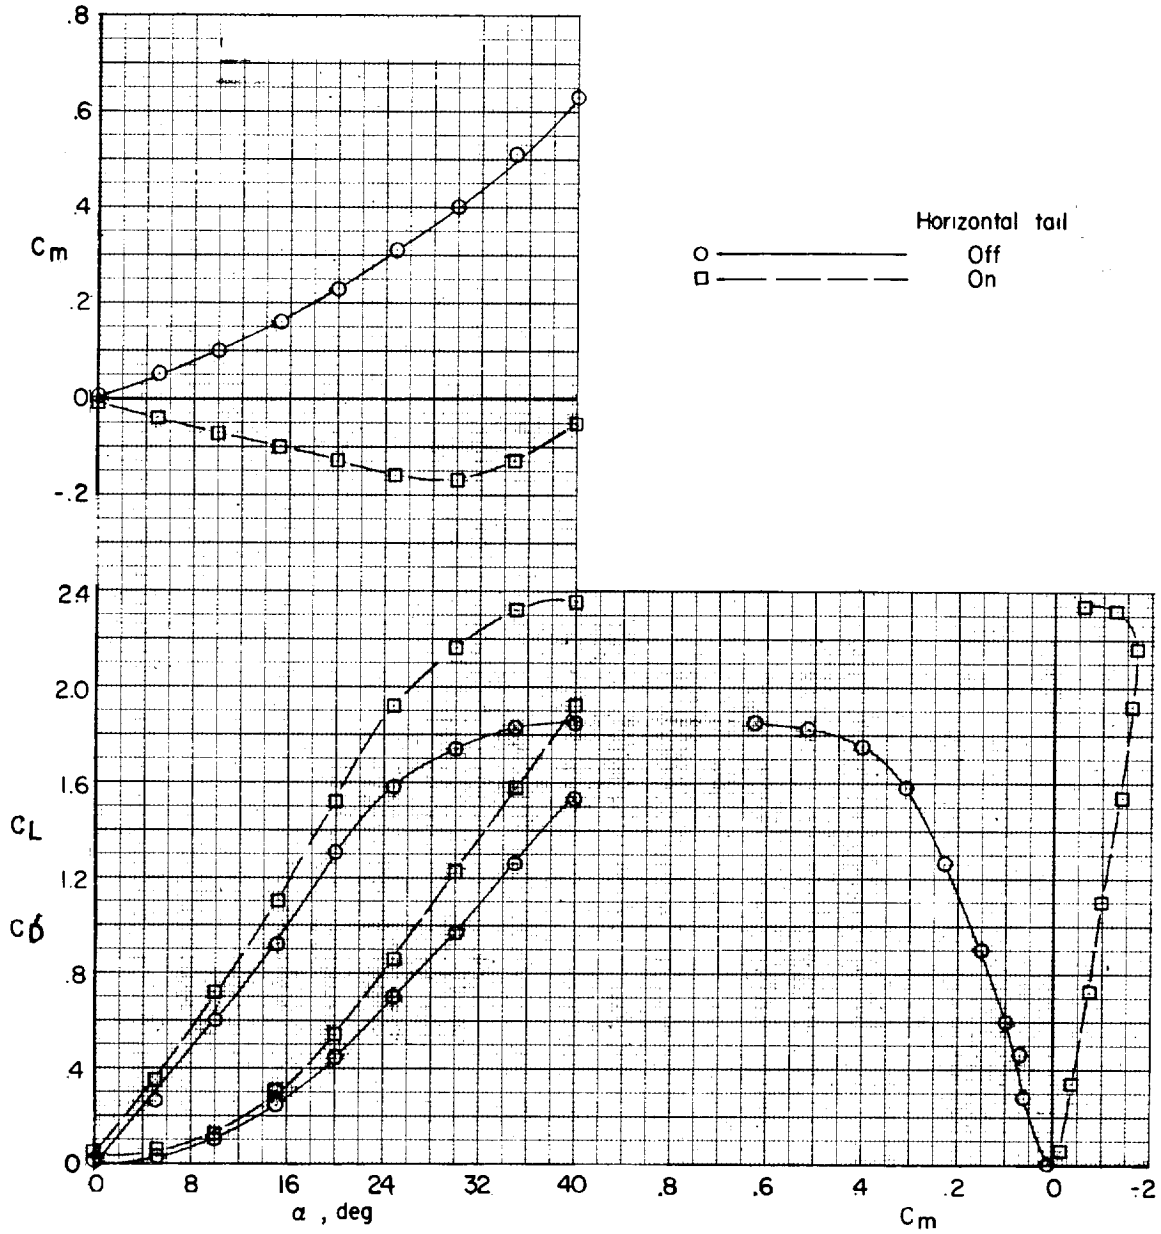 .8
.6
.4
Cm
.2
0
-.2
Horizontal tail
Off
On
2.4
2.0
1.6
CL
1.2
CD
.8
.4
0
0 8 16 24 32 40 .8 .6 .4 .2 0 -.2
α , deg
Cm